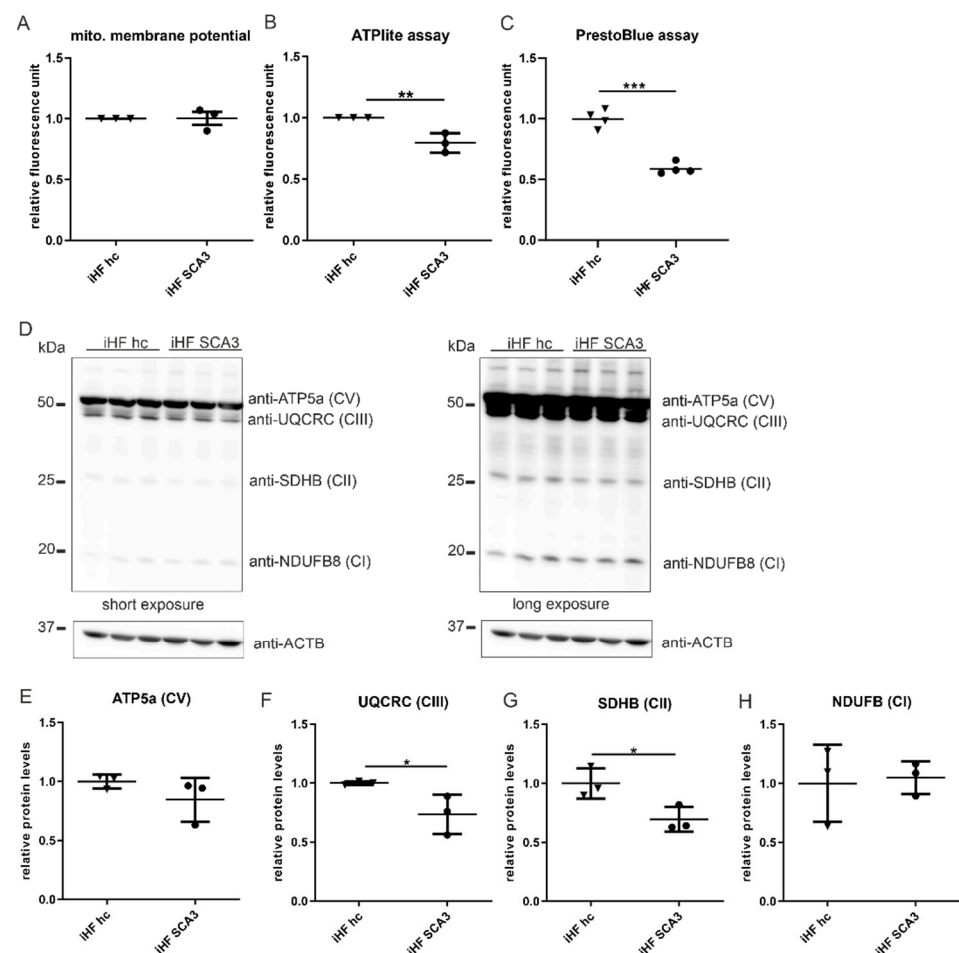 A
mito. membrane potential
relative fluorescence unit
1.5
1.0
0.5
0.0
iHF hc
iHF SCA3
B
ATPlite assay
relative fluorescence unit
1.5
1.0
0.5
0.0
**
iHF hc
iHF SCA3
C
PrestoBlue assay
relative fluorescence unit
1.5
1.0
0.5
0.0
***
iHF hc
iHF SCA3
D
kDa
iHF hc
iHF SCA3
50
25
20
anti-ATP5a (CV)
anti-UQCRC (CIII)
anti-SDHB (CII)
anti-NDUFB8 (CI)
short exposure
37
anti-ACTB
kDa
iHF hc
iHF SCA3
50
25
20
anti-ATP5a (CV)
anti-UQCRC (CIII)
anti-SDHB (CII)
anti-NDUFB8 (CI)
long exposure
37
anti-ACTB
E
ATP5a (CV)
relative protein levels
1.5
1.0
0.5
0.0
iHF hc
iHF SCA3
F
UQCRC (CIII)
relative protein levels
1.5
1.0
0.5
0.0
*
iHF hc
iHF SCA3
G
SDHB (CII)
relative protein levels
1.5
1.0
0.5
0.0
*
iHF hc
iHF SCA3
H
NDUFB (CI)
relative protein levels
1.5
1.0
0.5
0.0
iHF hc
iHF SCA3